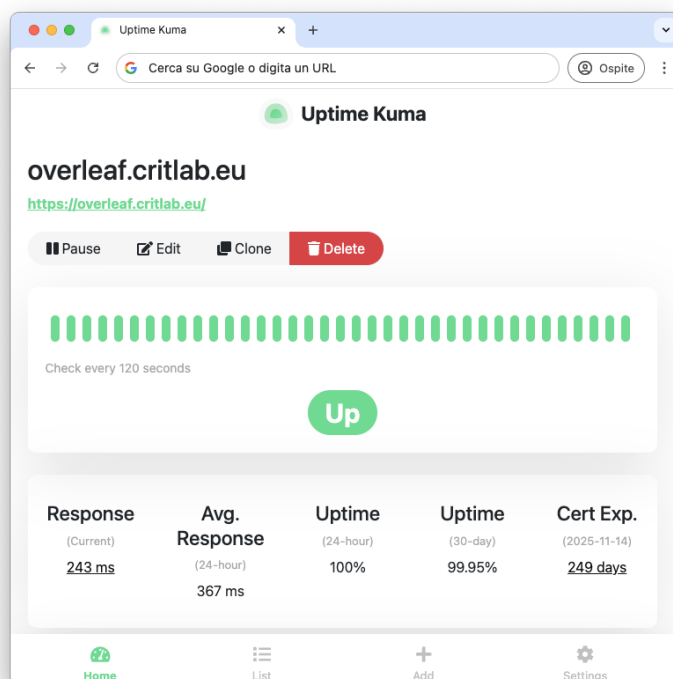 Uptime Kuma
Cerca su Google o digita un URL
Ospite
Uptime Kuma
overleaf.critlab.eu
https://overleaf.critlab.eu/
Pause Edit Clone Delete
Check every 120 seconds
Up
Response
(Current)
243 ms
Avg.
Response
(24-hour)
367 ms
Uptime
(24-hour)
100%
Uptime
(30-day)
99.95%
Cert Exp.
(2025-11-14)
249 days
Home List Add Settings